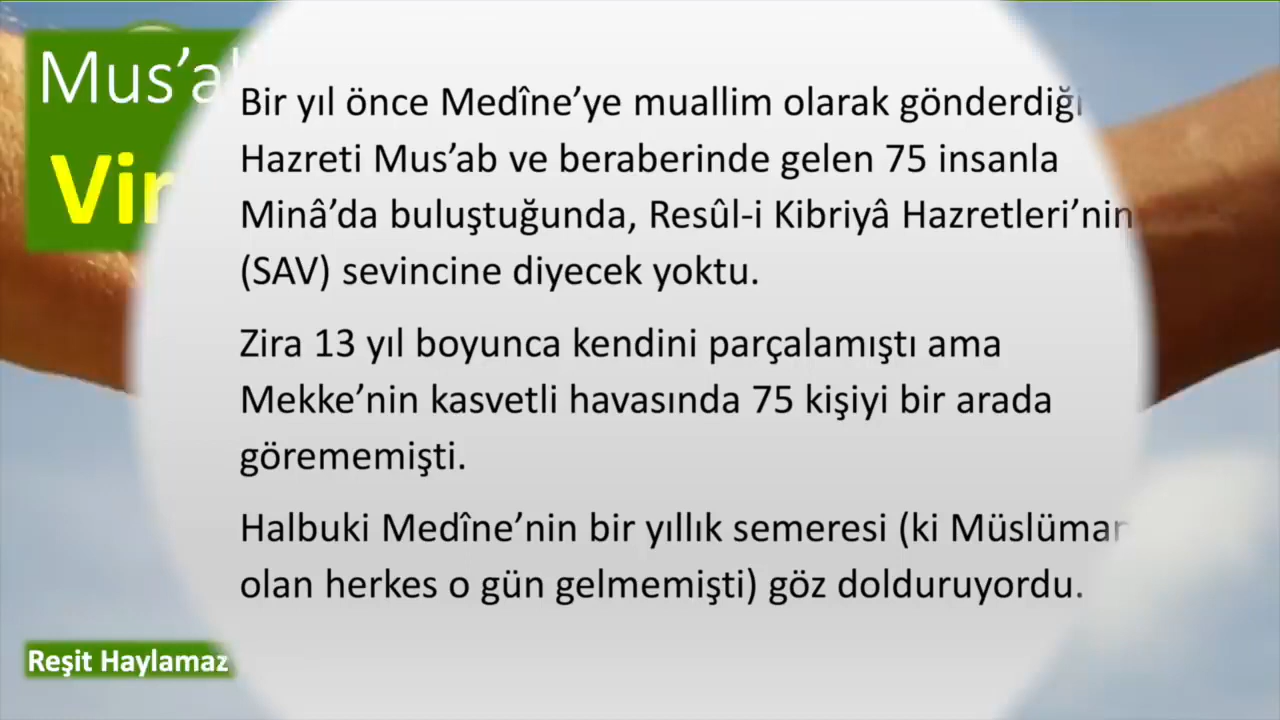 Bir yıl önce Medîne’ye muallim olarak gönderdiği
Hazreti Mus’ab ve beraberinde gelen 75 insanla
Minâ’da buluştuğunda, Resûl-i Kibriyâ Hazretleri’nin
(SAV) sevincine diyecek yoktu.
Zira 13 yıl boyunca kendini parçalamıştı ama
Mekke’nin kasvetli havasında 75 kişiyi bir arada
görememişti.
Halbuki Medîne’nin bir yıllık semeresi (ki Müslüman
olan herkes o gün gelmemişti) göz dolduruyordu.
Reşit Haylamaz